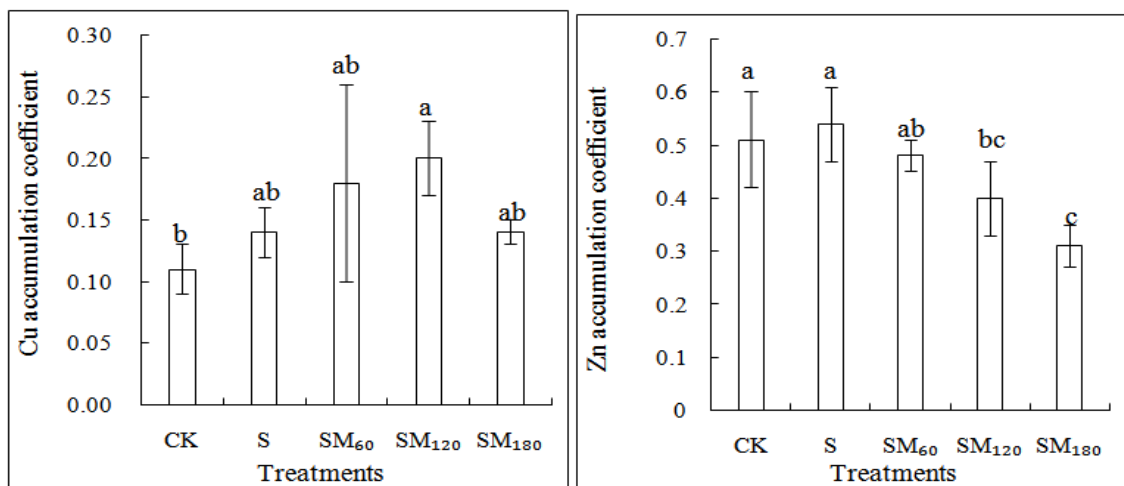 Cu accumulation coefficient
0.30
0.25
0.20
0.15
0.10
0.05
0.00
b
ab
ab
a
ab
CK S SM₆₀ SM₁₂₀ SM₁₈₀
Treatments
Zn accumulation coefficient
0.7
0.6
0.5
0.4
0.3
0.2
0.1
0
a
a
ab
bc
c
CK S SM₆₀ SM₁₂₀ SM₁₈₀
Treatments